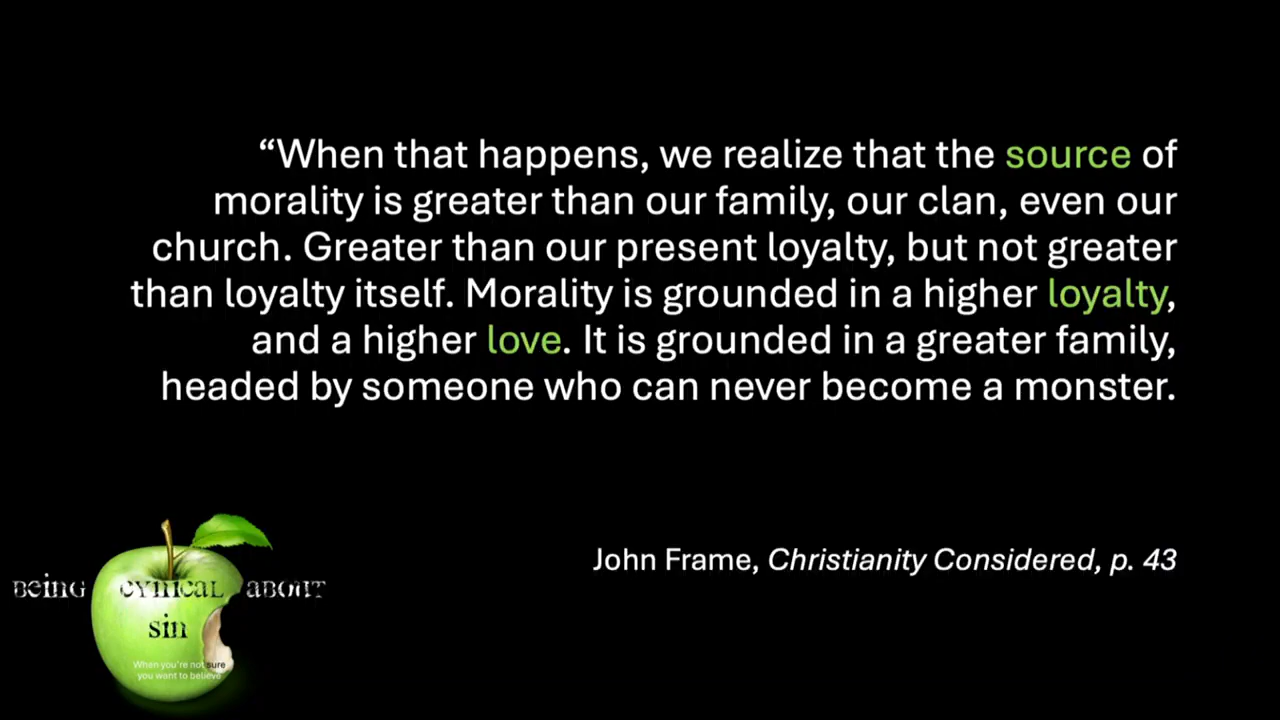 “When that happens, we realize that the source of
morality is greater than our family, our clan, even our
church. Greater than our present loyalty, but not greater
than loyalty itself. Morality is grounded in a higher loyalty,
and a higher love. It is grounded in a greater family,
headed by someone who can never become a monster.
John Frame, Christianity Considered, p. 43
Being cynical about
sin
When you're not sure
you want to believe